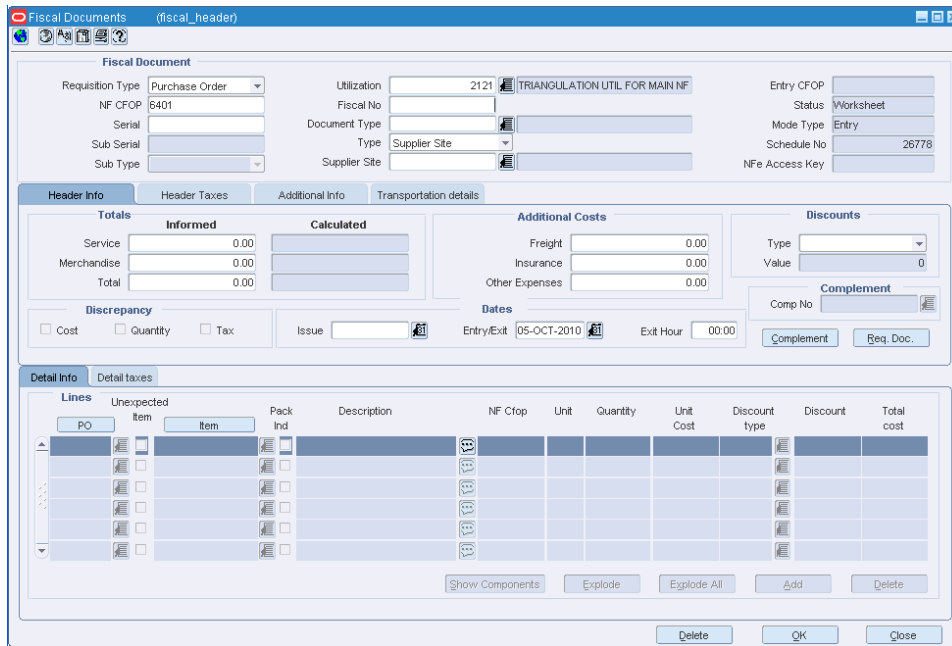 Fiscal Documents (fiscal_header)
Fiscal Document
Requisition Type Purchase Order Utilization 2121 TRIANGULATION UTIL FOR MAIN NF Entry CFOP
NF CFOP 6401 Fiscal No Status Worksheet
Serial Document Type Mode Type Entry
Sub Serial Type Supplier Site Schedule No 26778
Sub Type Supplier Site NFe Access Key
Header Info Header Taxes Additional Info Transportation details
Totals Additional Costs Discounts
Informed Calculated
Service 0.00 Freight 0.00 Type
Merchandise 0.00 Insurance 0.00 Value 0
Total 0.00 Other Expenses 0.00
Complement
Discrepancy Dates Comp No
Cost Quantity Tax Issue Entry/Exit 05-OCT-2010 Exit Hour 00:00
Complement Req. Doc.
Detail Info Detail taxes
Lines
PO Unexpected Item Item Pack Ind Description NF Cfop Unit Quantity Unit Cost Discount type Discount Total cost
Show Components Explode Explode All Add Delete
Delete OK Close